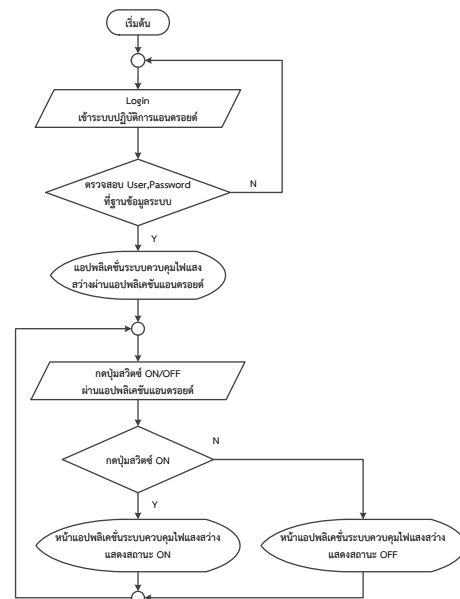 เริ่มต้น
Login
เข้าระบบปฏิบัติการแอนดรอยด์
ตรวจสอบ User,Password
ที่ฐานข้อมูลระบบ
N
Y
แอปพลิเคชั่นระบบควบคุมไฟแสง
สว่างผ่านแอปพลิเคชันแอนดรอยด์
กดปุ่มสวิตซ์ ON/OFF
ผ่านแอปพลิเคชันแอนดรอยด์
กดปุ่มสวิตซ์ ON
N
Y
หน้าแอปพลิเคชั่นระบบควบคุมไฟแสงสว่าง
แสดงสถานะ ON
หน้าแอปพลิเคชั่นระบบควบคุมไฟแสงสว่าง
แสดงสถานะ OFF